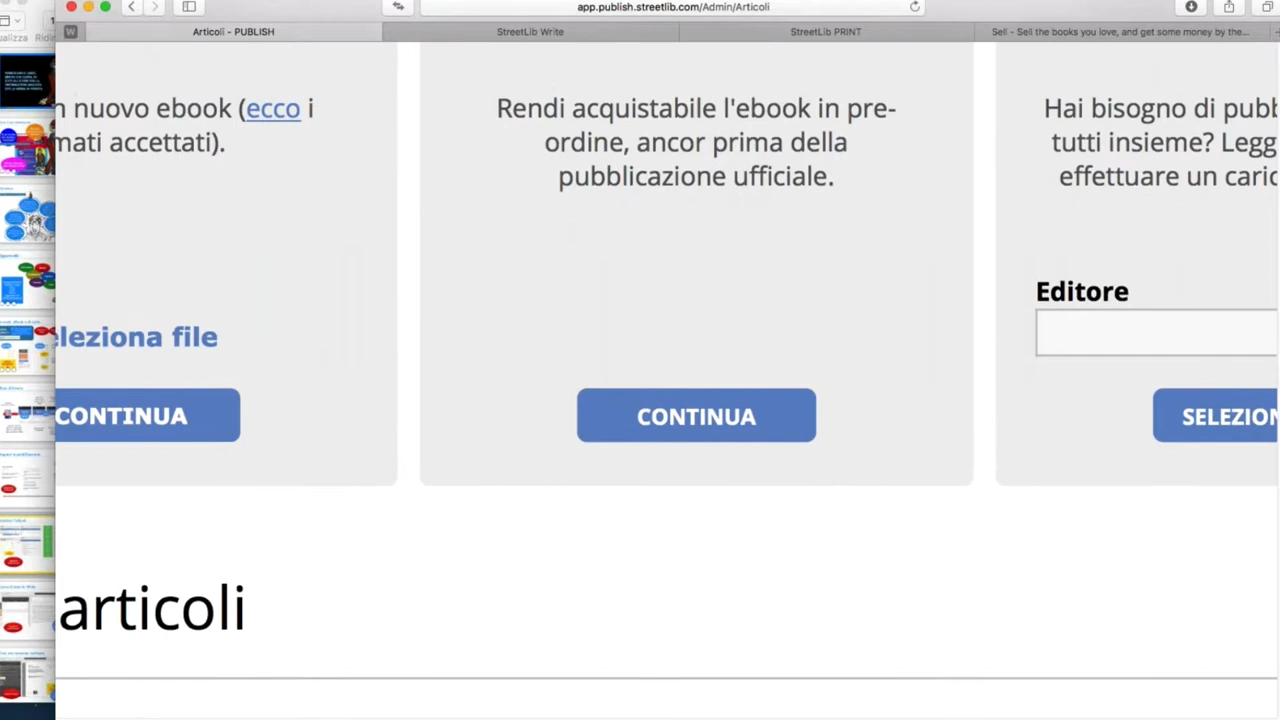 app.publish.streetlib.com/Admin/Articoli
W
Articoli - PUBLISH
StreetLib Write
StreetLib PRINT
Sell - Sell the books you love, and get some money by the...
n nuovo ebook (ecco i
mati accettati).
eleziona file
CONTINUA
Rendi acquistabile l'ebook in pre-
ordine, ancor prima della
pubblicazione ufficiale.
CONTINUA
Hai bisogno di pubb
tutti insieme? Legg
effettuare un caric
Editore
SELEZION
articoli